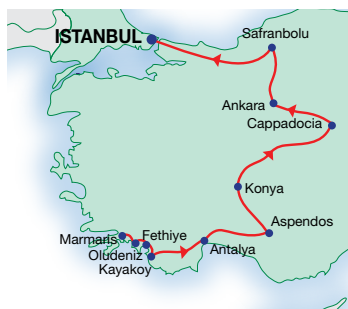 ISTANBUL
Safranbolu
Ankara
Cappadocia
Konya
Aspendos
Antalya
Fethiye
Marmaris
Oludeniz
Kayakoy